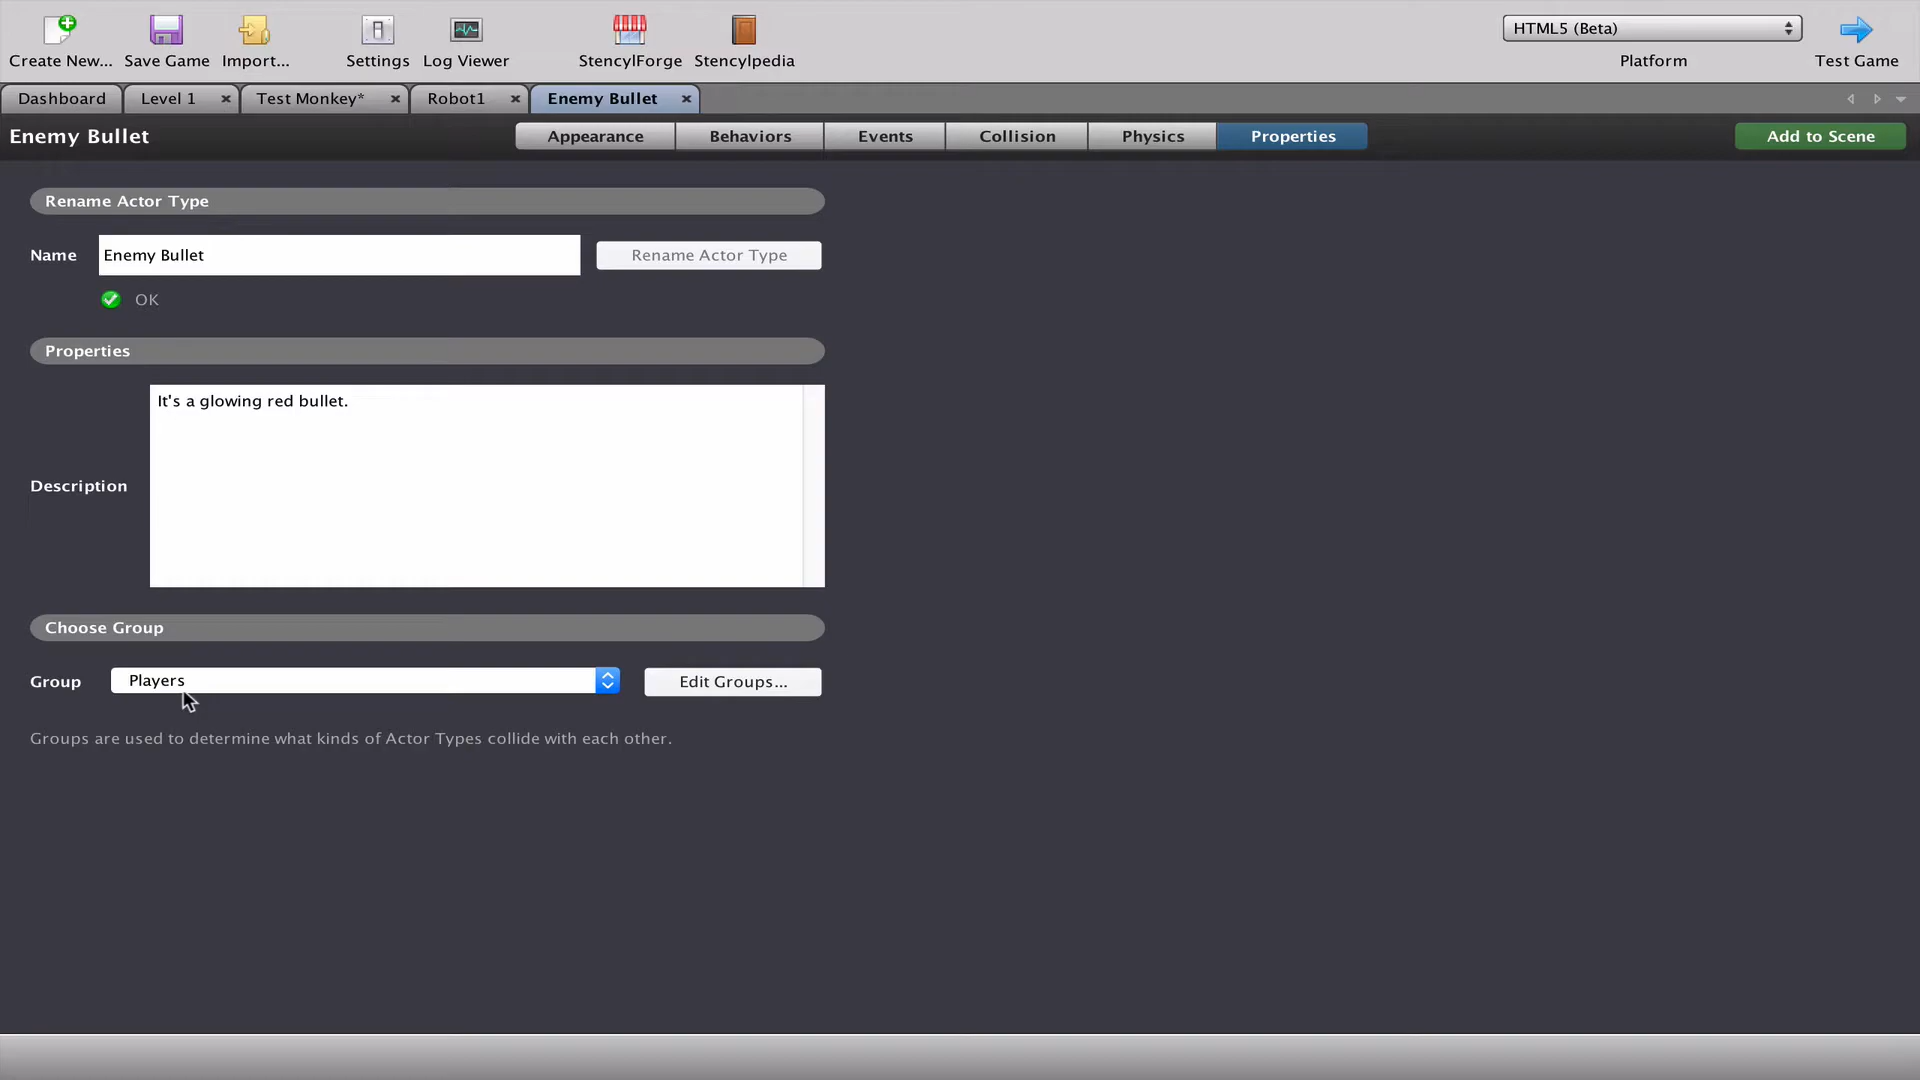 Create New... Save Game Import... Settings Log Viewer StencylForge Stencylpedia HTML5 (Beta) Platform Test Game
Dashboard Level 1 Test Monkey* Robot1 Enemy Bullet
Enemy Bullet Appearance Behaviors Events Collision Physics Properties Add to Scene
Rename Actor Type
Name Enemy Bullet Rename Actor Type
OK
Properties
It's a glowing red bullet.
Description
Choose Group
Group Players Edit Groups...
Groups are used to determine what kinds of Actor Types collide with each other.